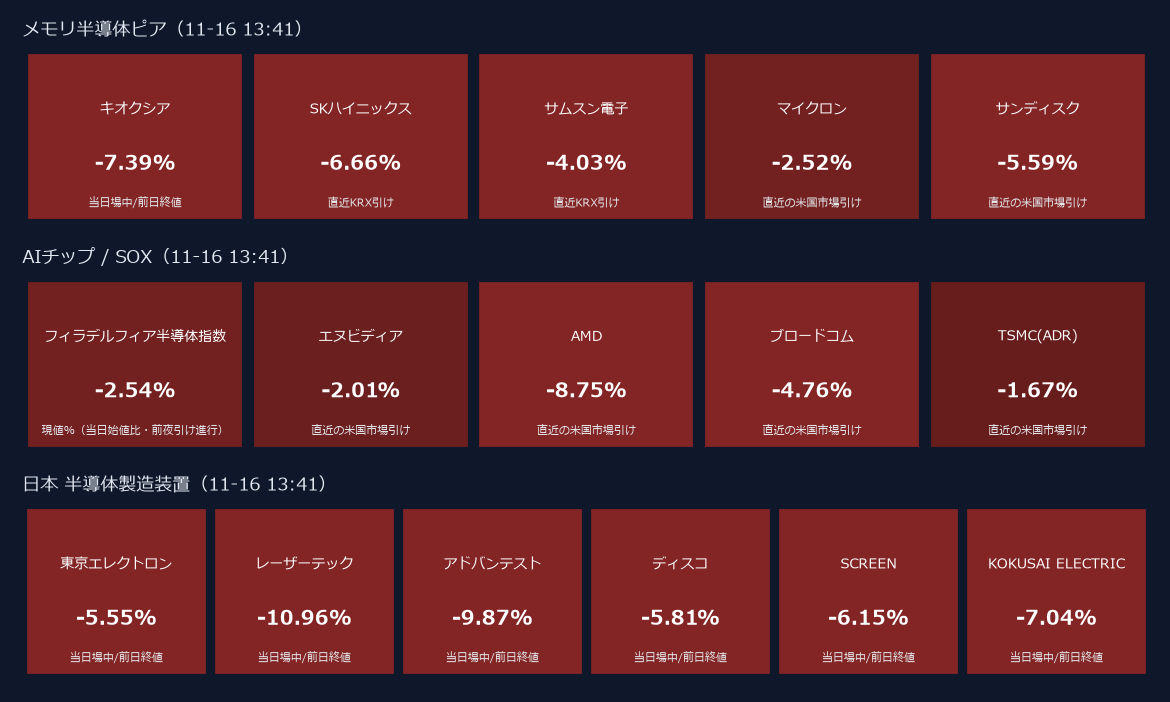 メモリ半導体ピア（11-16 13:41）
キオクシア
-7.39%
当日場中/前日終値
SKハイニックス
-6.66%
直近KRX引け
サムスン電子
-4.03%
直近KRX引け
マイクロン
-2.52%
直近の米国市場引け
サンディスク
-5.59%
直近の米国市場引け
AIチップ / SOX（11-16 13:41）
フィラデルフィア半導体指数
-2.54%
現値%（当日始値比・前夜引け進行）
エヌビディア
-2.01%
直近の米国市場引け
AMD
-8.75%
直近の米国市場引け
ブロードコム
-4.76%
直近の米国市場引け
TSMC(ADR)
-1.67%
直近の米国市場引け
日本 半導体製造装置（11-16 13:41）
東京エレクトロン
-5.55%
当日場中/前日終値
レーザーテック
-10.96%
当日場中/前日終値
アドバンテスト
-9.87%
当日場中/前日終値
ディスコ
-5.81%
当日場中/前日終値
SCREEN
-6.15%
当日場中/前日終値
KOKUSAI ELECTRIC
-7.04%
当日場中/前日終値